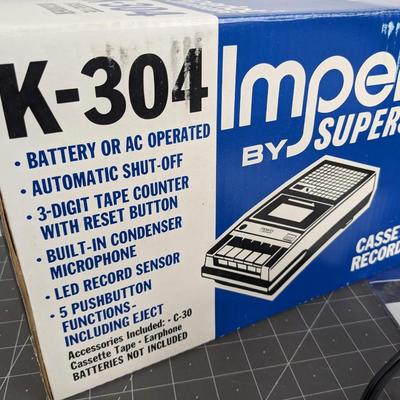 K-304
• BATTERY OR AC OPERATED
• AUTOMATIC SHUT-OFF
• 3-DIGIT TAPE COUNTER
WITH RESET BUTTON
• BUILT-IN CONDENSER
MICROPHONE
• LED RECORD SENSOR
• 5 PUSHBUTTON
FUNCTIONS-
INCLUDING EJECT
Accessories Included: • C-30
Cassette Tape • Earphone
BATTERIES NOT INCLUDED
Imper
BY SUPERS
CASSE
RECOR